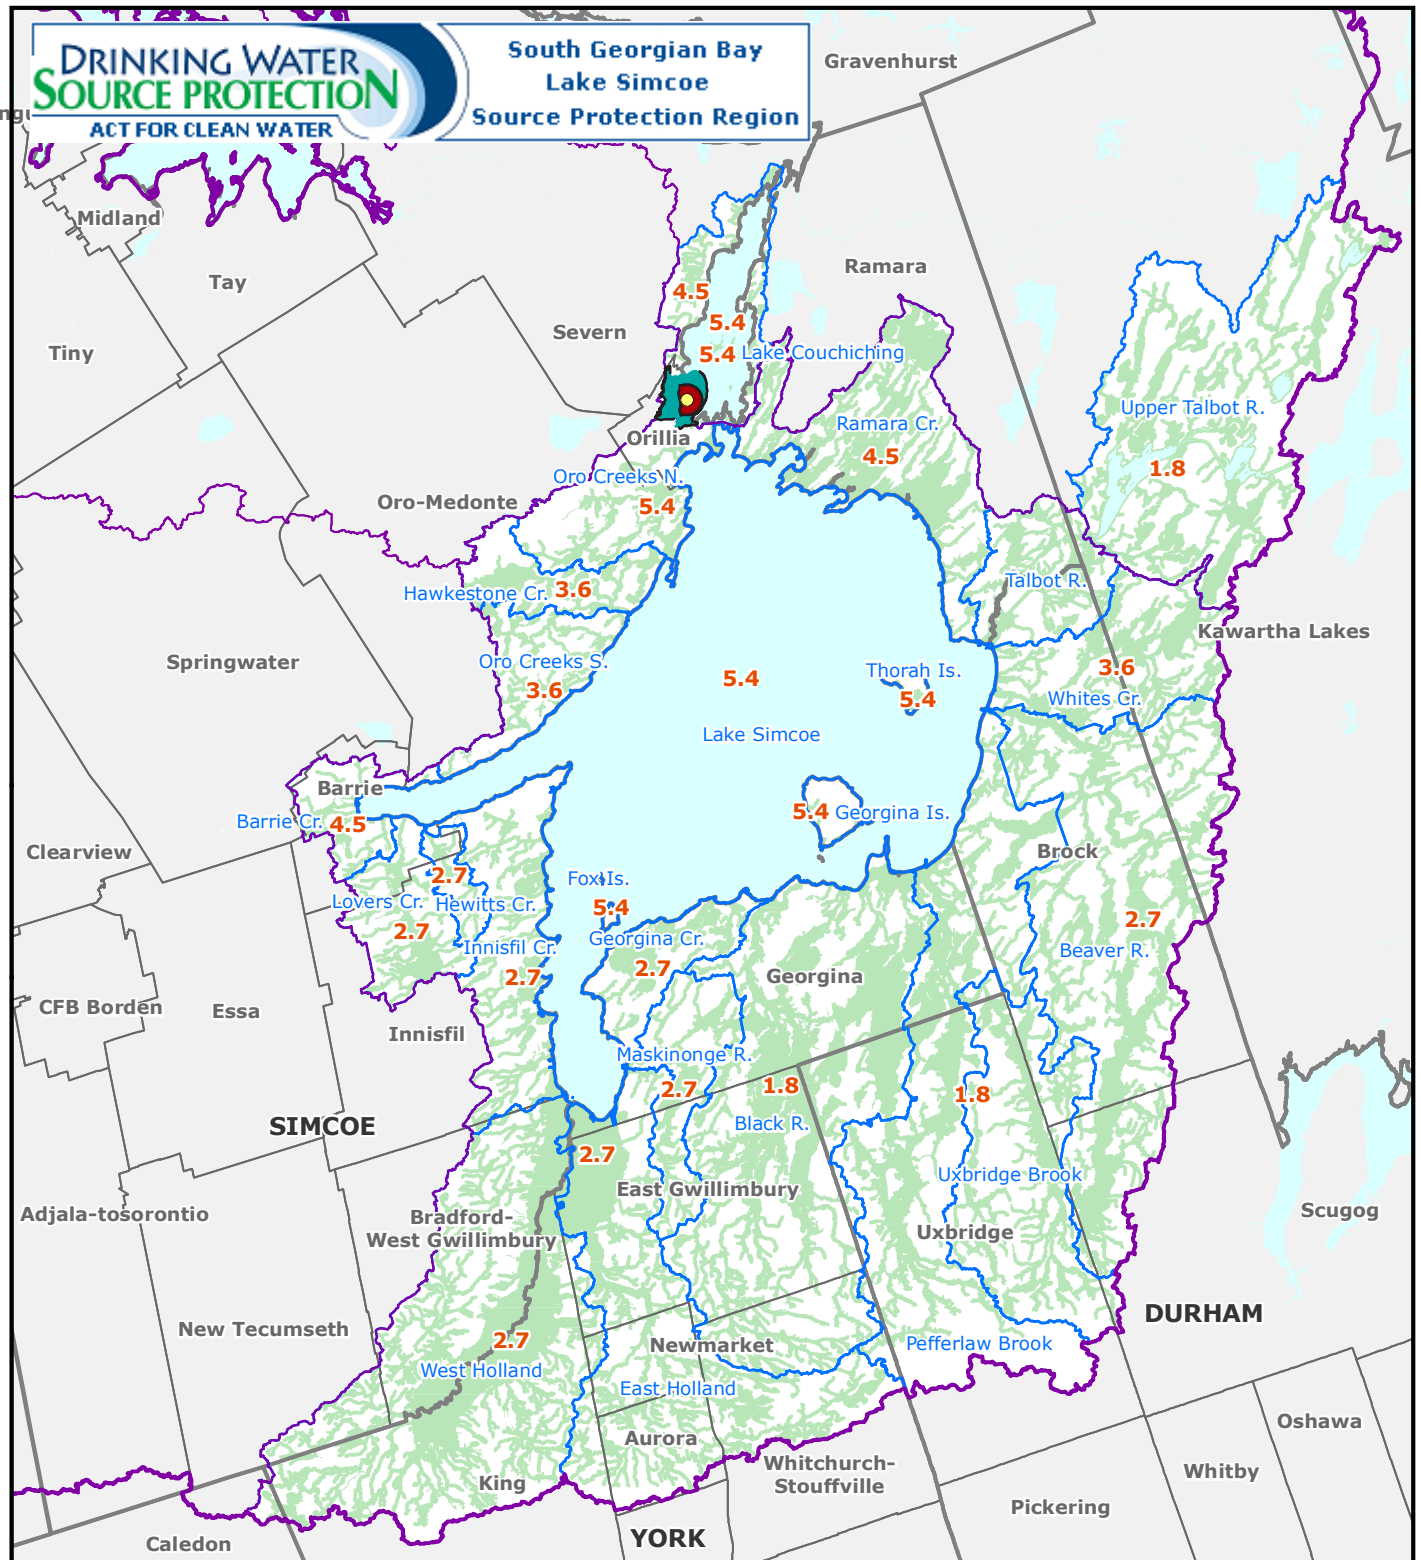 DRINKING WATER
SOURCE PROTECTION
ACT FOR CLEAN WATER
South Georgian Bay
Lake Simcoe
Source Protection Region
Gravenhurst
Midland
Tay
Ramara
Severn
Tiny
4.5
5.4
5.4
Lake Couchiching
Upper Talbot R.
Ramara Cr.
Orillia
4.5
1.8
Oro Creeks N.
Oro-Medonte
5.4
Talbot R.
Hawkestone Cr.
3.6
Kawartha Lakes
Springwater
Oro Creeks S.
3.6
5.4
Thorah Is.
5.4
3.6
Whites Cr.
Lake Simcoe
Barrie
Barrie Cr.
4.5
5.4
Georgina Is.
Clearview
Brock
2.7
Fox Is.
Lovers Cr.
Hewitts Cr.
5.4
2.7
2.7
Innisfil Cr.
Georgina Cr.
Beaver R.
2.7
2.7
Georgina
CFB Borden
Essa
Innisfil
Maskinonge R.
2.7
1.8
1.8
SIMCOE
Black R.
2.7
Uxbridge Brook
East Gwillimbury
Adjala-tosorontio
Bradford-
West Gwillimbury
Uxbridge
Scugog
New Tecumseth
2.7
DURHAM
Newmarket
Pefferlaw Brook
West Holland
East Holland
Oshawa
Aurora
Whitchurch-
Stouffville
Whitby
King
Pickering
YORK
Caledon